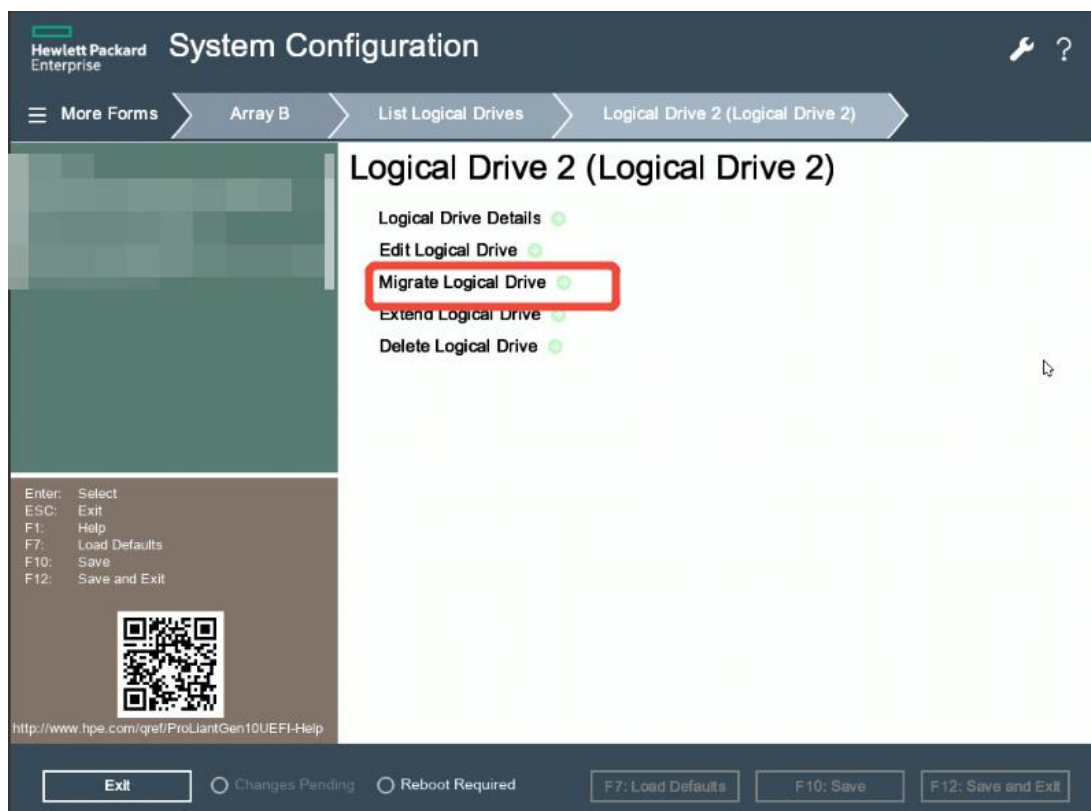 Hewlett Packard
Enterprise
System Configuration
?
More Forms
Array B
List Logical Drives
Logical Drive 2 (Logical Drive 2)
Logical Drive 2 (Logical Drive 2)
Logical Drive Details
Edit Logical Drive
Migrate Logical Drive
Extend Logical Drive
Delete Logical Drive
Enter: Select
ESC: Exit
F1: Help
F7: Load Defaults
F10: Save
F12: Save and Exit
http://www.hpe.com/qref/ProLiantGen10UEFI-Help
Exit
Changes Pending
Reboot Required
F7: Load Defaults
F10: Save
F12: Save and Exit